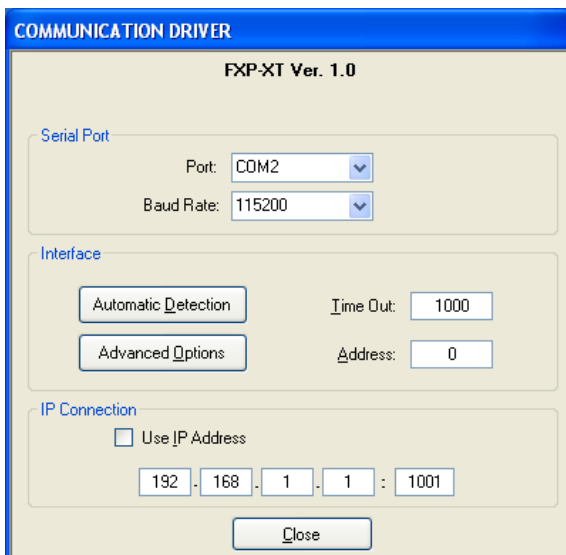 COMMUNICATION DRIVER
FXP-XT Ver. 1.0
Serial Port
Port: COM2
Baud Rate: 115200
Interface
Automatic Detection Time Out: 1000
Advanced Options Address: 0
IP Connection
Use IP Address
192 . 168 . 1 . 1 : 1001
Close